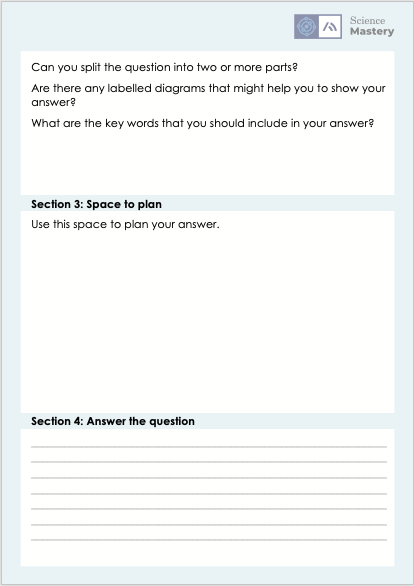 Science
Mastery
Can you split the question into two or more parts?
Are there any labelled diagrams that might help you to show your
answer?
What are the key words that you should include in your answer?
Section 3: Space to plan
Use this space to plan your answer.
Section 4: Answer the question